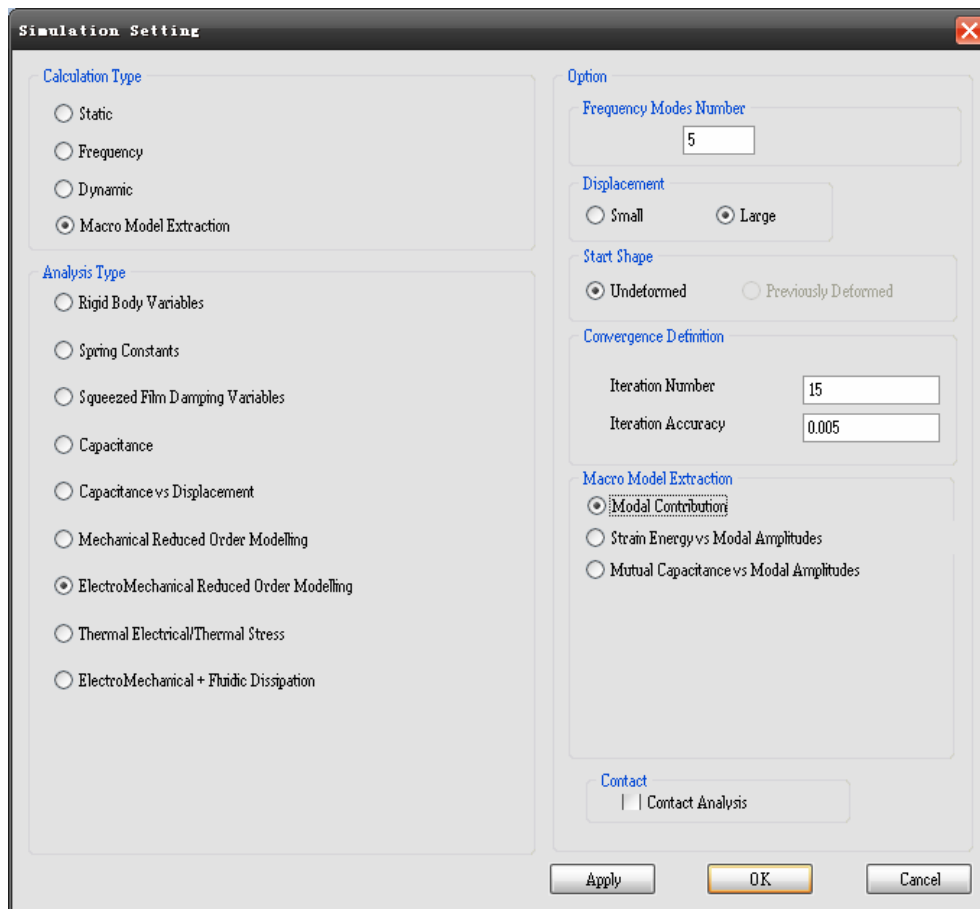 Simulation Setting
Calculation Type
Static
Frequency
Dynamic
Macro Model Extraction
Analysis Type
Rigid Body Variables
Spring Constants
Squeezed Film Damping Variables
Capacitance
Capacitance vs Displacement
Mechanical Reduced Order Modelling
ElectroMechanical Reduced Order Modelling
Thermal Electrical/Thermal Stress
ElectroMechanical + Fluidic Dissipation
Option
Frequency Modes Number
5
Displacement
Small Large
Start Shape
Undeformed Previously Deformed
Convergence Definition
Iteration Number 15
Iteration Accuracy 0.005
Macro Model Extraction
Modal Contribution
Strain Energy vs Modal Amplitudes
Mutual Capacitance vs Modal Amplitudes
Contact
Contact Analysis
Apply OK Cancel